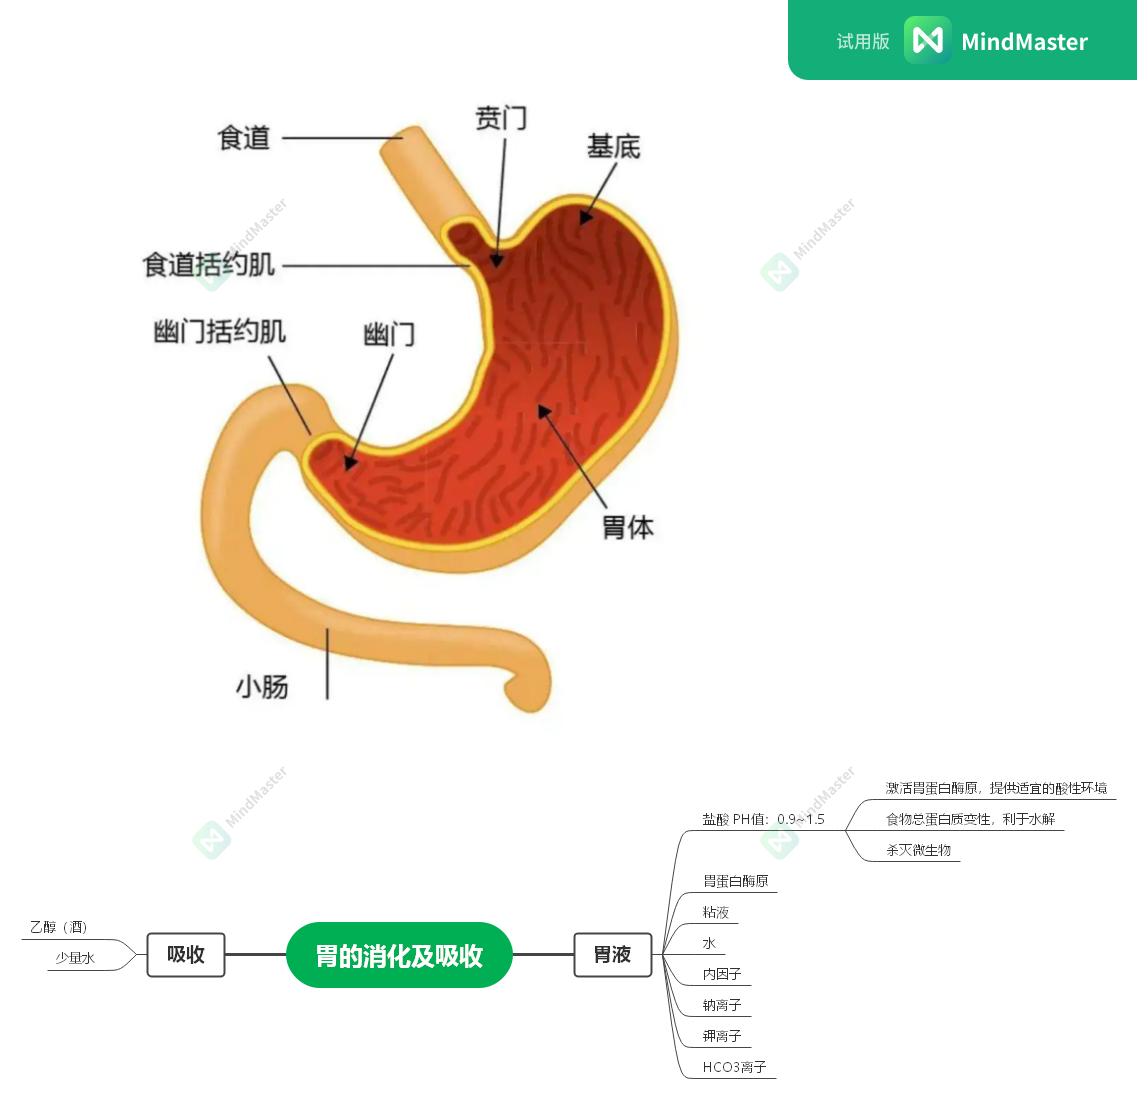 试用版 MindMaster
贲门
食道
基底
食道括约肌
幽门括约肌
幽门
胃体
小肠
MindMaster
MindMaster
MindMaster
MindMaster
激活胃蛋白酶原，提供适宜的酸性环境
盐酸 PH值：0.9~1.5
食物总蛋白质变性，利于水解
杀灭微生物
胃蛋白酶原
粘液
水
内因子
钠离子
钾离子
HCO3离子
胃液
胃的消化及吸收
吸收
乙醇（酒）
少量水